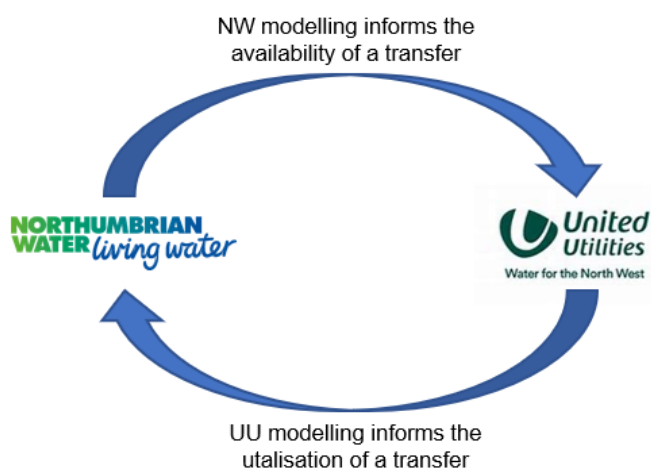 NW modelling informs the
availability of a transfer
NORTHUMBRIAN
WATER living water
United
Utilities
Water for the North West
UU modelling informs the
utalisation of a transfer